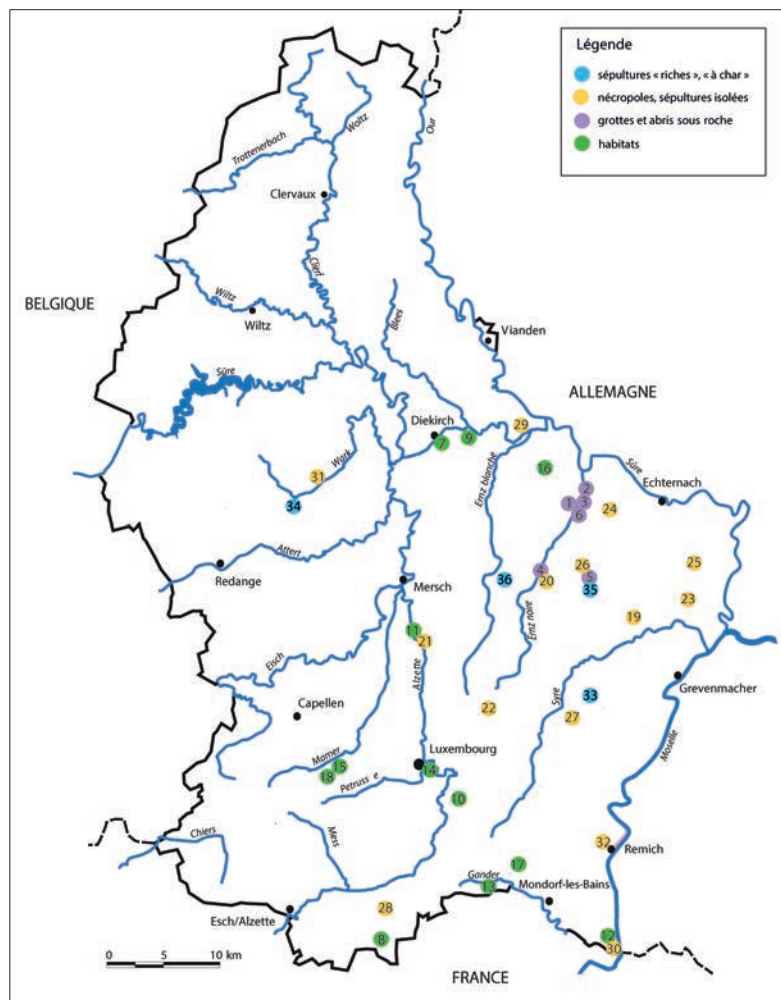 Légende
sépultures « riches », « à char »
nécropoles, sépultures isolées
grottes et abris sous roche
habitats
Trottenerbach
Woltz
Our
Clervaux
Clerf
BELGIQUE
Wiltz
Wiltz
Blees
Vianden
Sûre
ALLEMAGNE
Diekirch
29
7
9
Wark
31
34
Ernz blanche
16
Sûre
Echternach
2
1
3
6
24
Attert
Redange
Mersch
36
4
20
26
5
35
25
23
Ernz noire
19
11
21
Eisch
Alzette
Capellen
22
Syre
33
27
Grevenmacher
Moselle
Mamer
15
18
Luxembourg
14
Petruss e
10
Mess
Chiers
32
Remich
17
Gander
13
Mondorf-les-Bains
Esch/Alzette
28
8
12
30
0 5 10 km
FRANCE